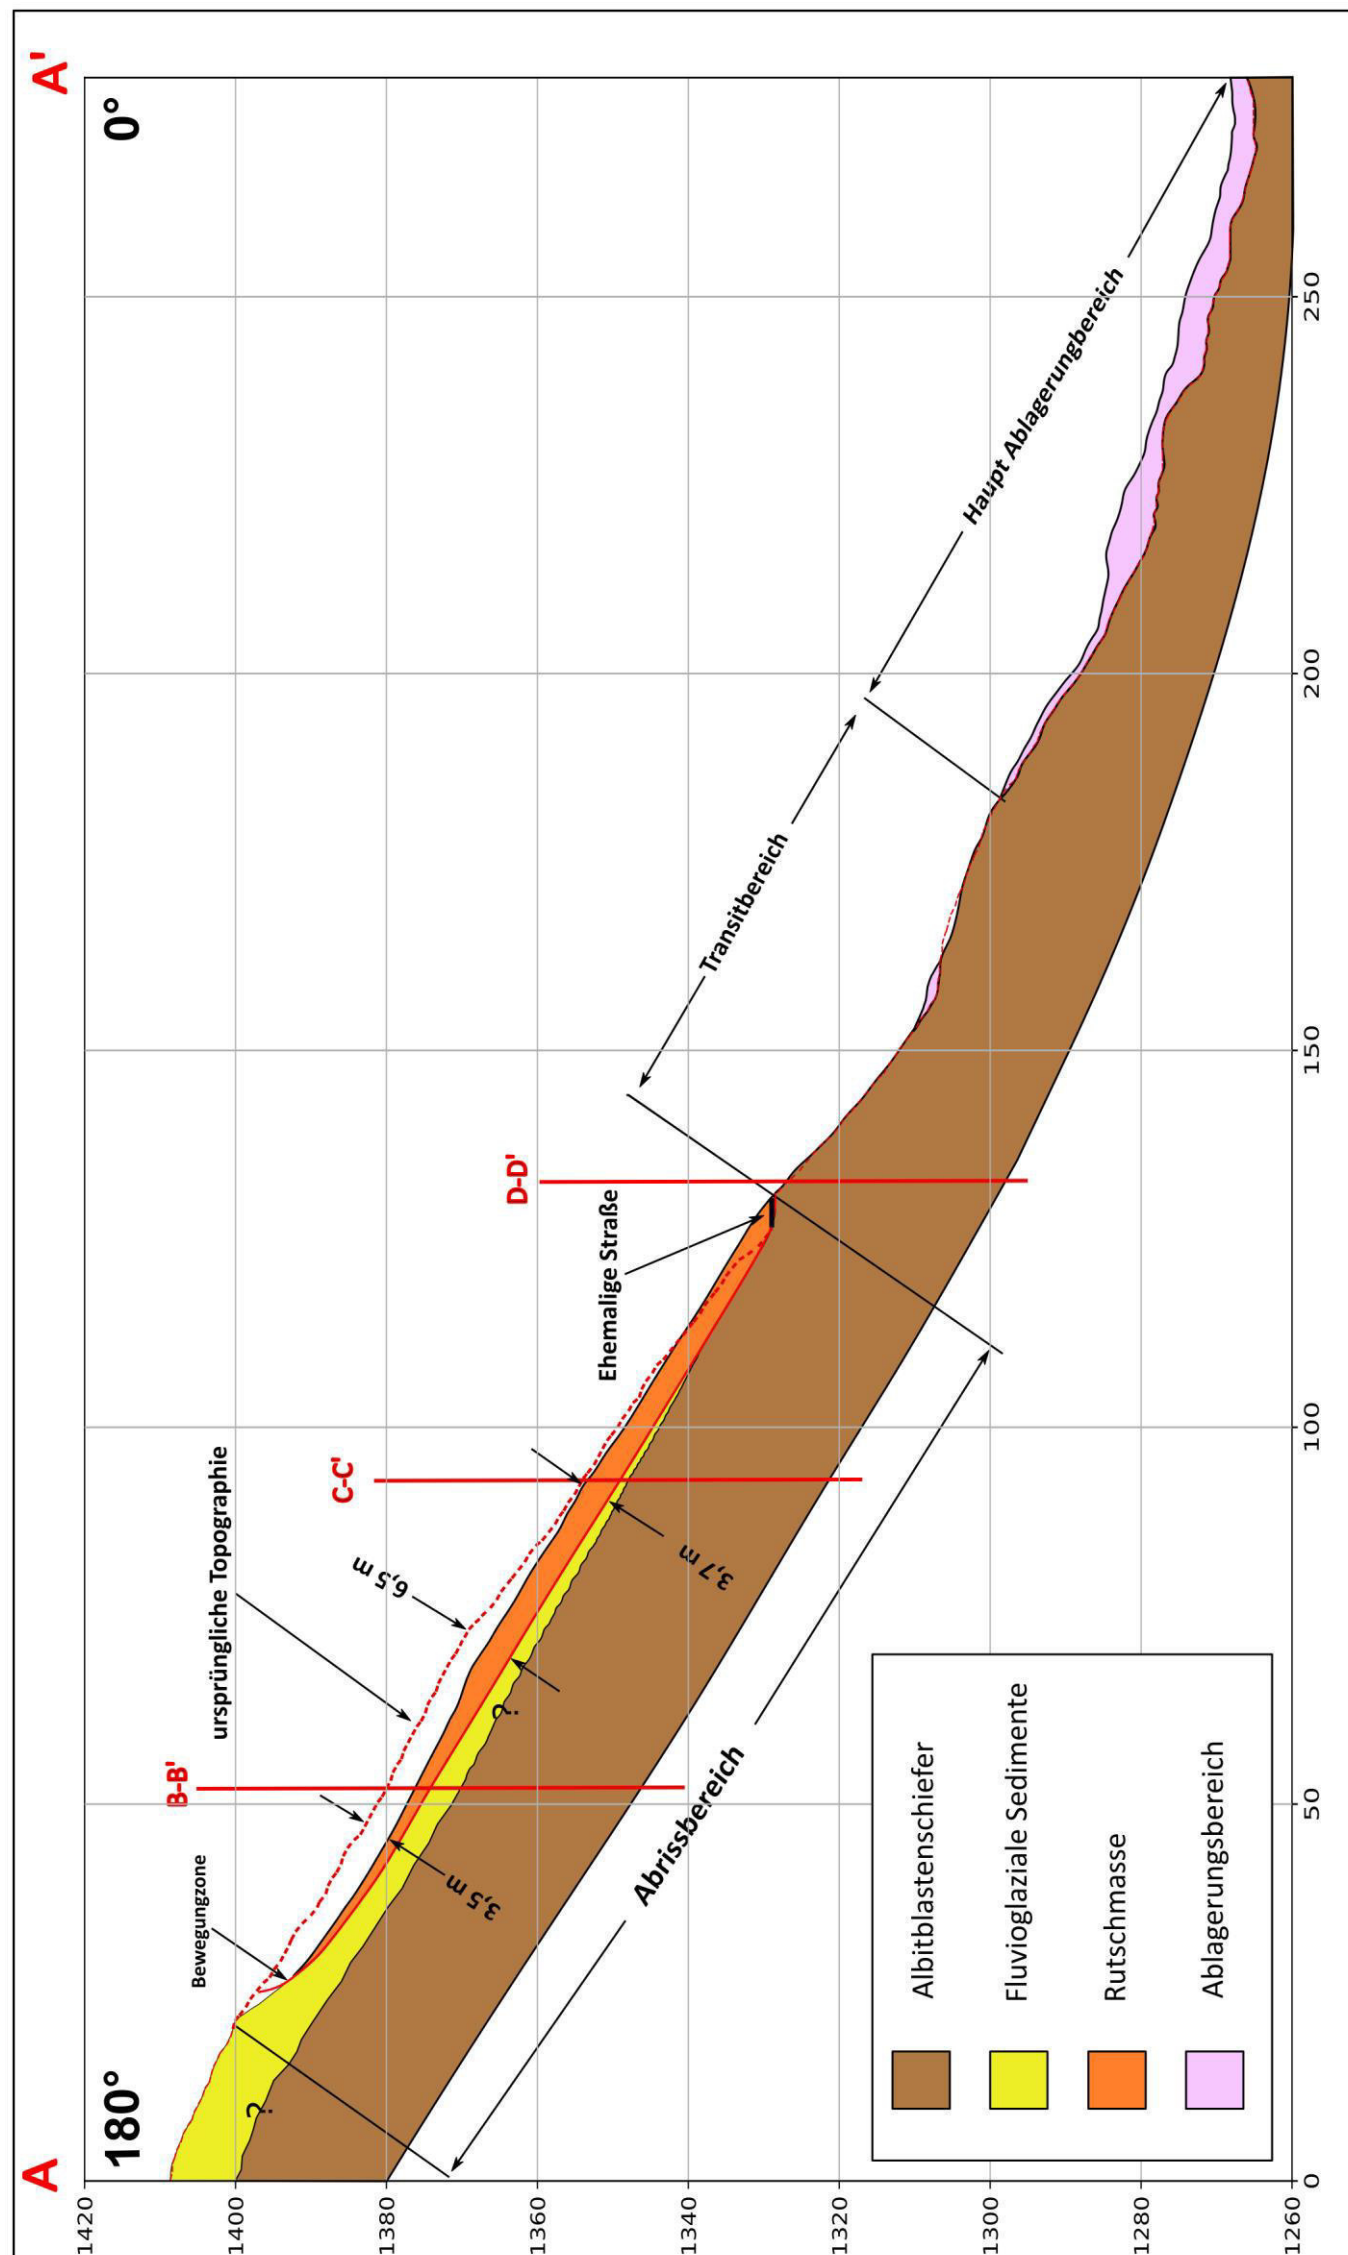 A
A'
180°
0°
1420
1400
1380
1360
1340
1320
1300
1280
1260
0
50
100
150
200
250
B-B'
C-C'
D-D'
Bewegungzone
ursprüngliche Topographie
Ehemalige Straße
6,5 m
3,5 m
3,7 m
?
?
Abrissbereich
Transitbereich
Haupt Ablagerungbereich
Albitblastenschiefer
Fluvioglaziale Sedimente
Rutschmasse
Ablagerungsbereich